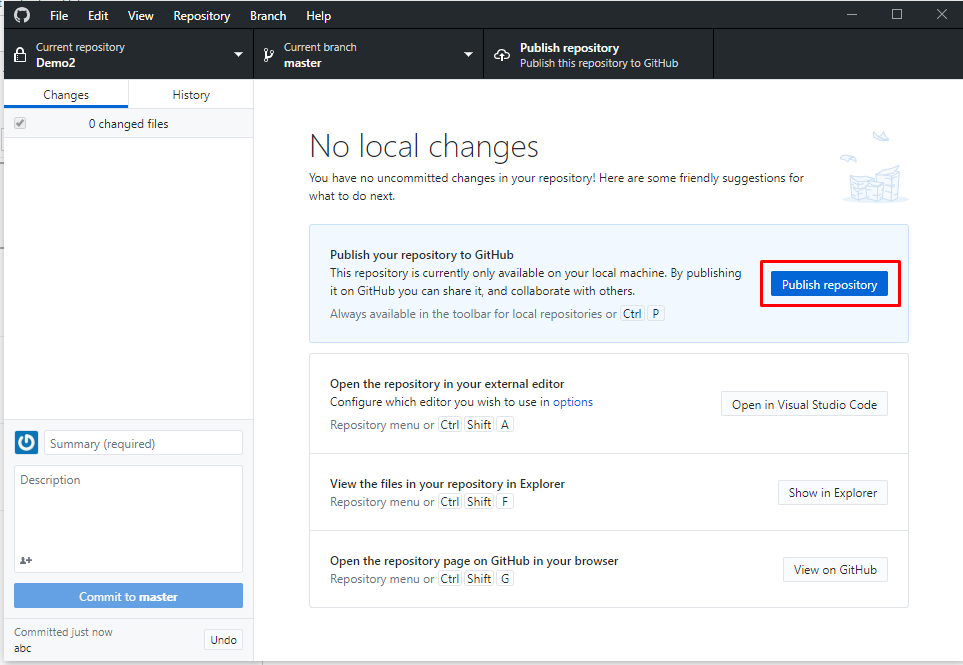 File Edit View Repository Branch Help
Current repository
Demo2
Current branch
master
Publish repository
Publish this repository to GitHub
Changes
History
0 changed files
No local changes
You have no uncommitted changes in your repository! Here are some friendly suggestions for
what to do next.
Publish your repository to GitHub
This repository is currently only available on your local machine. By publishing
it on GitHub you can share it, and collaborate with others.
Always available in the toolbar for local repositories or Ctrl P
Publish repository
Open the repository in your external editor
Configure which editor you wish to use in options
Repository menu or Ctrl Shift A
Open in Visual Studio Code
View the files in your repository in Explorer
Repository menu or Ctrl Shift F
Show in Explorer
Open the repository page on GitHub in your browser
Repository menu or Ctrl Shift G
View on GitHub
Summary (required)
Description
Commit to master
Committed just now
abc
Undo